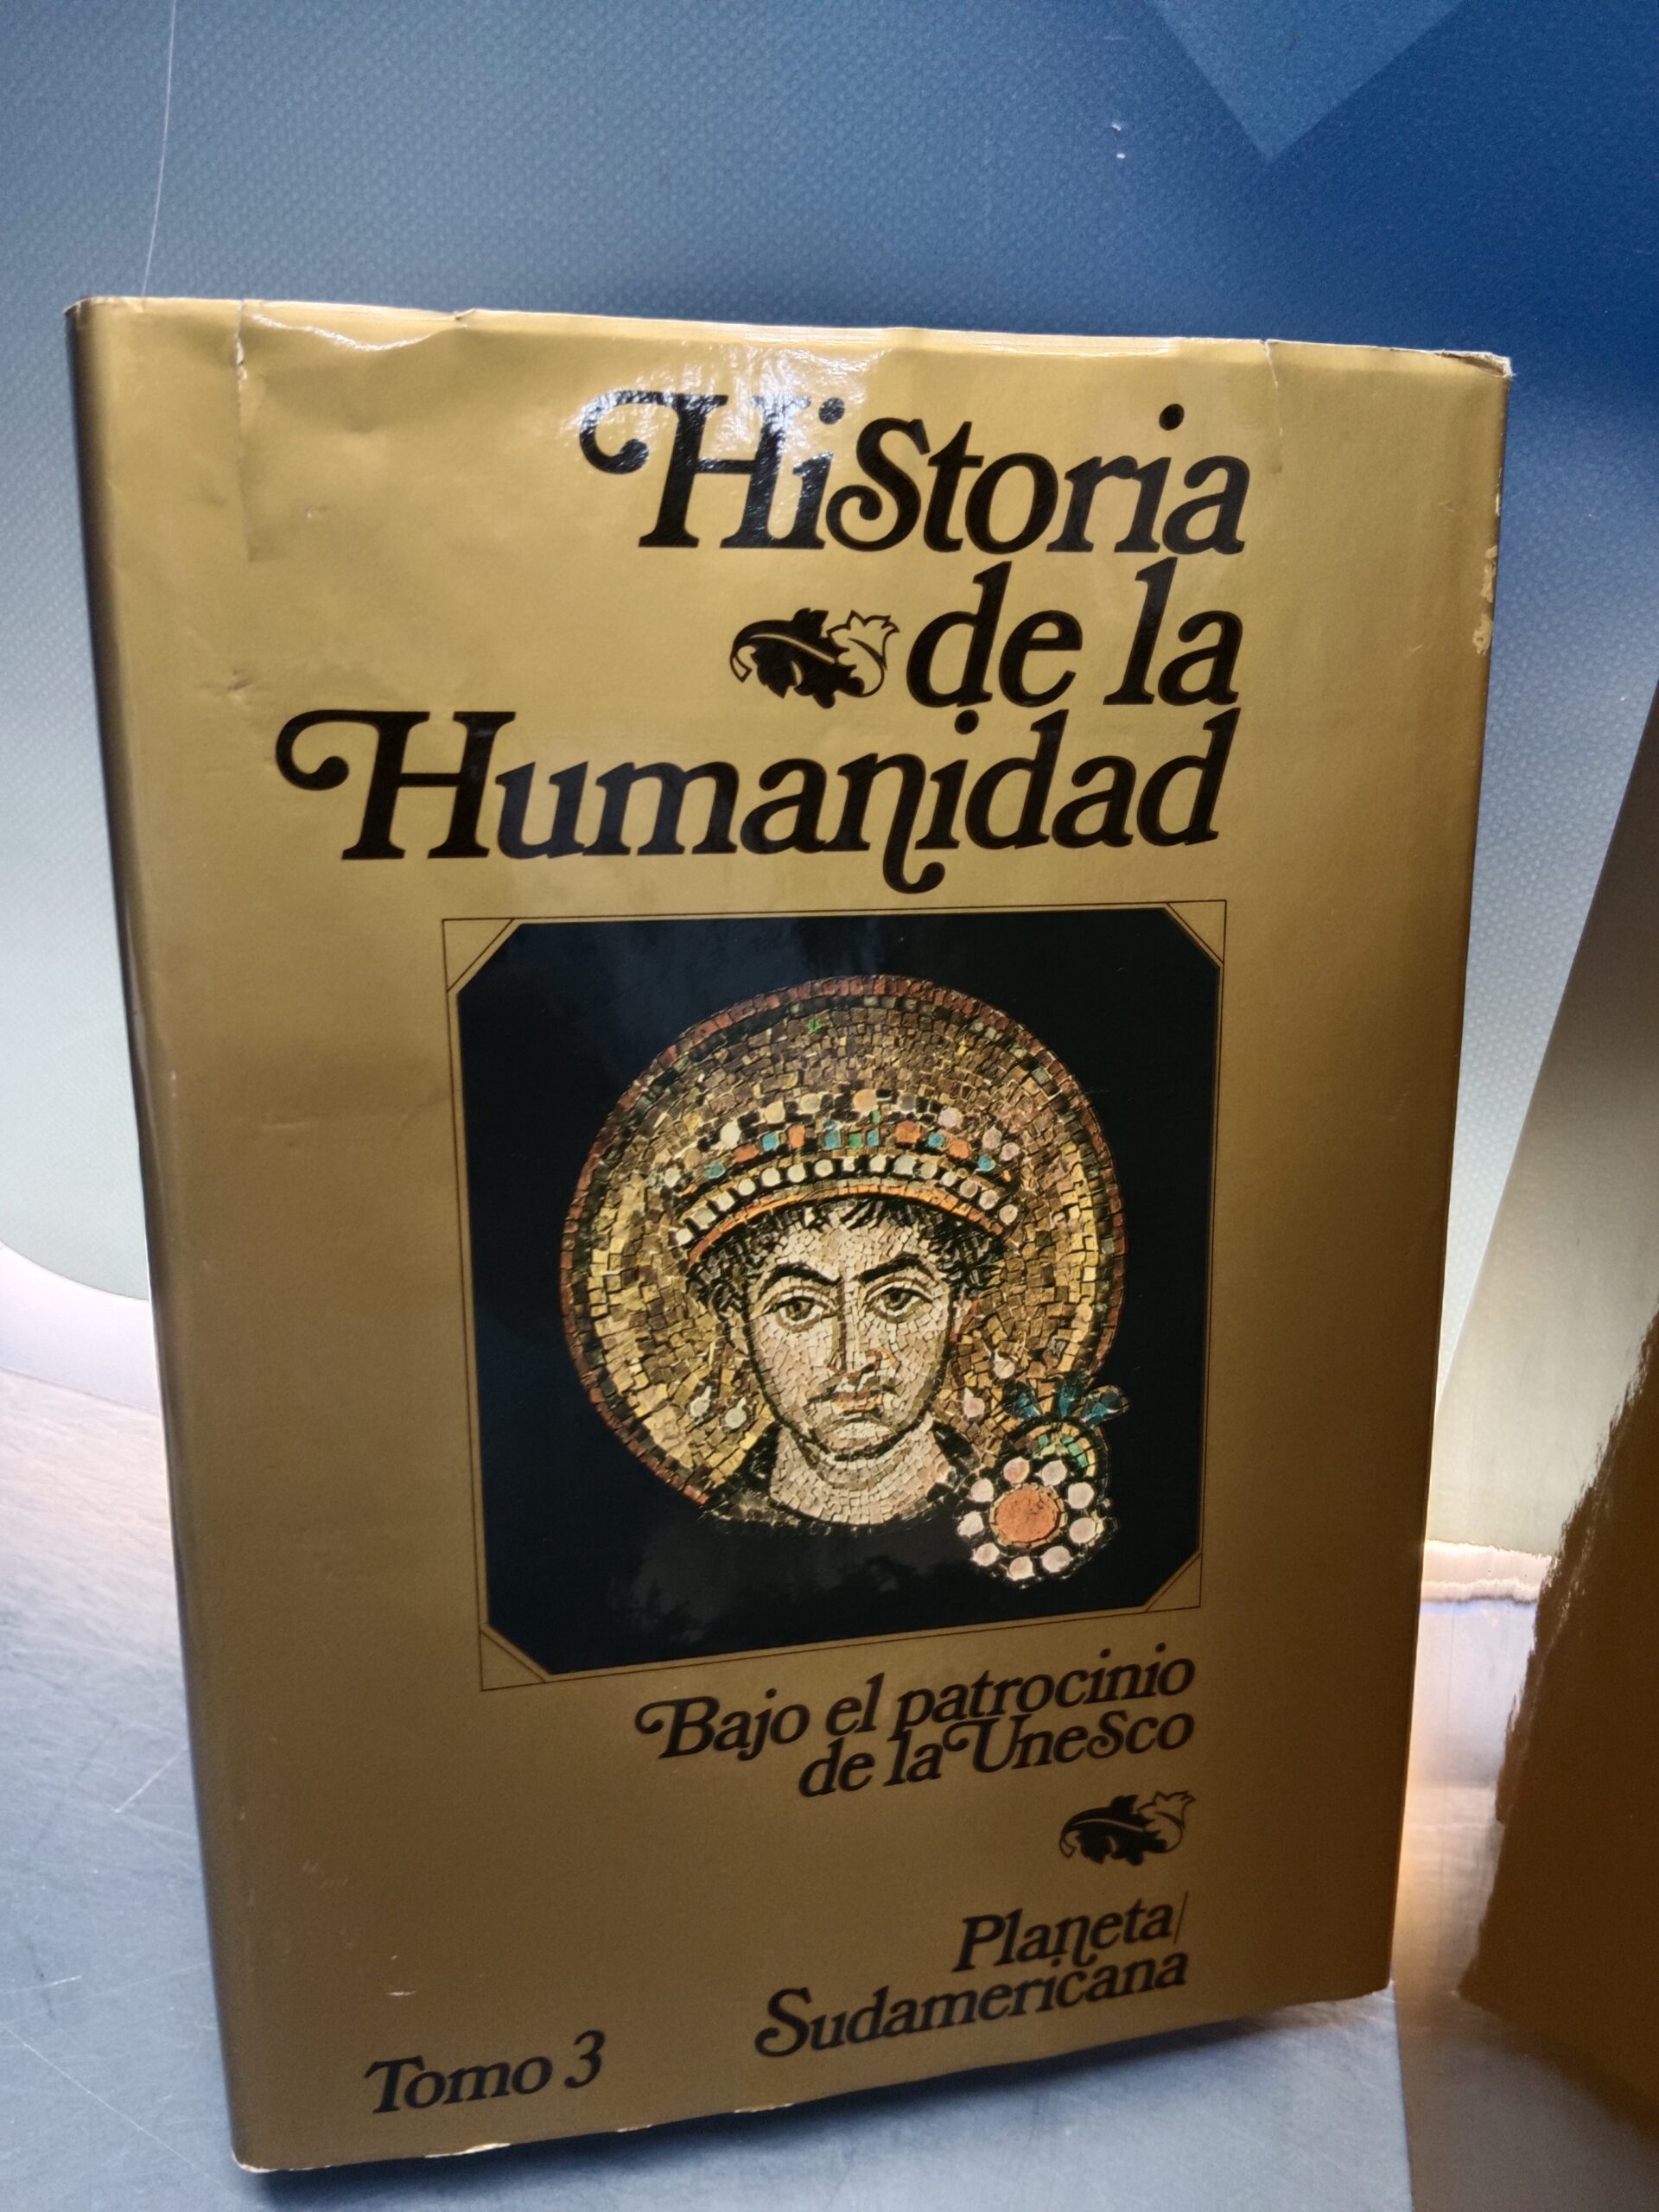 Historia
de la
Humanidad
Bajo el patrocinio
de la Unesco
Planeta/
Sudamericana
Tomo 3